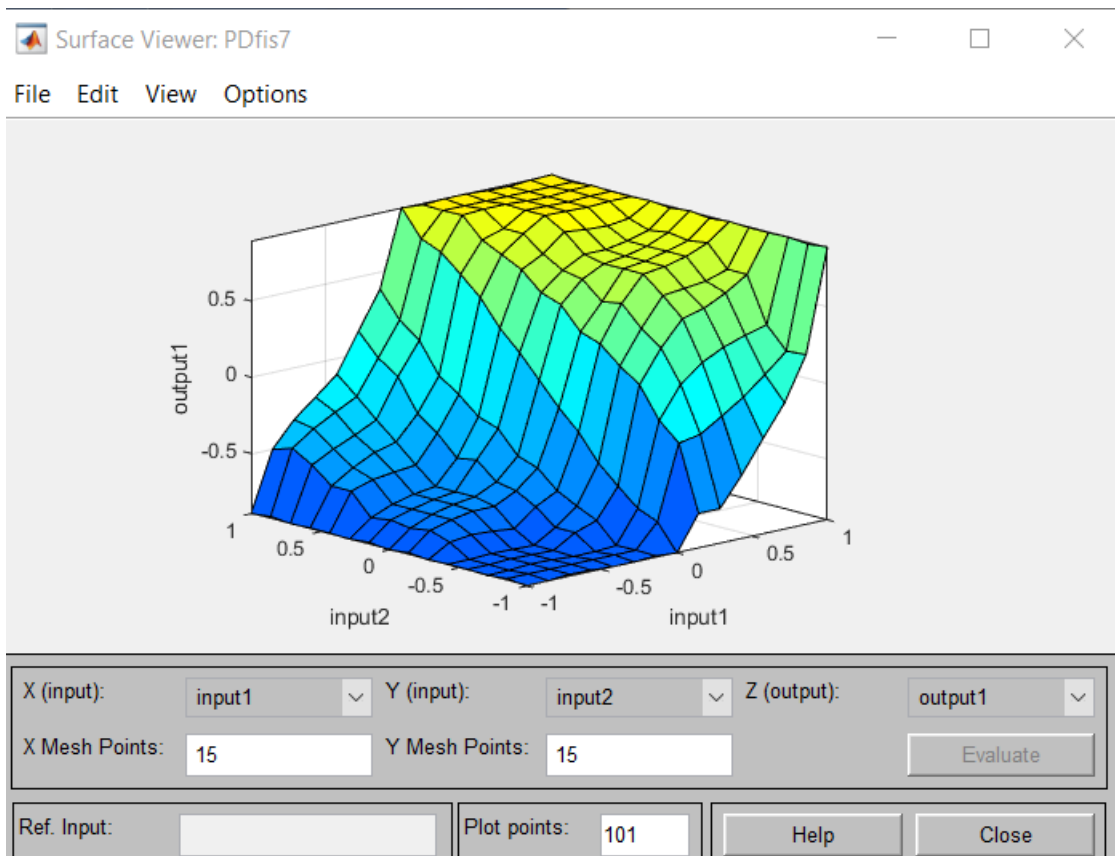 Surface Viewer: PDfis7
File Edit View Options
0.5
0
-0.5
output1
1
0.5
0
-0.5
-1
input2
-1
-0.5
0
0.5
1
input1
X (input): input1 Y (input): input2 Z (output): output1
X Mesh Points: 15 Y Mesh Points: 15 Evaluate
Ref. Input: Plot points: 101 Help Close